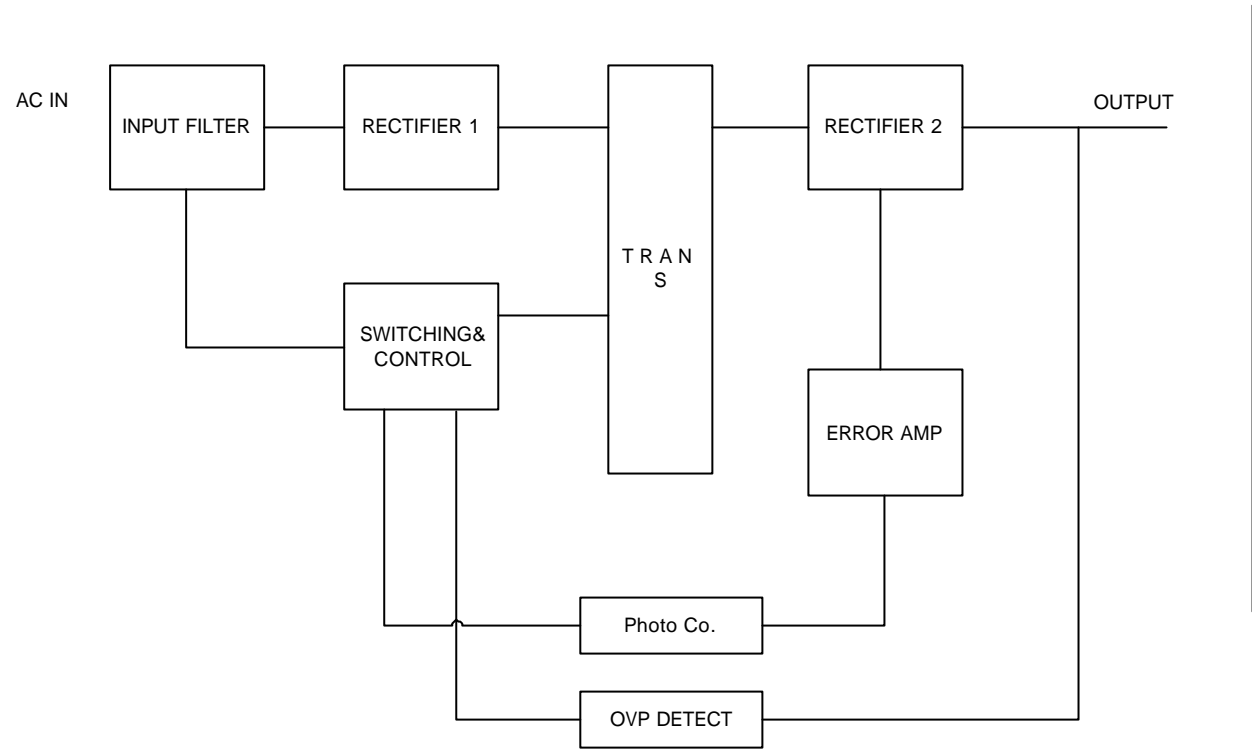 AC IN
INPUT FILTER
RECTIFIER 1
T R A N
S
RECTIFIER 2
OUTPUT
SWITCHING&
CONTROL
ERROR AMP
Photo Co.
OVP DETECT